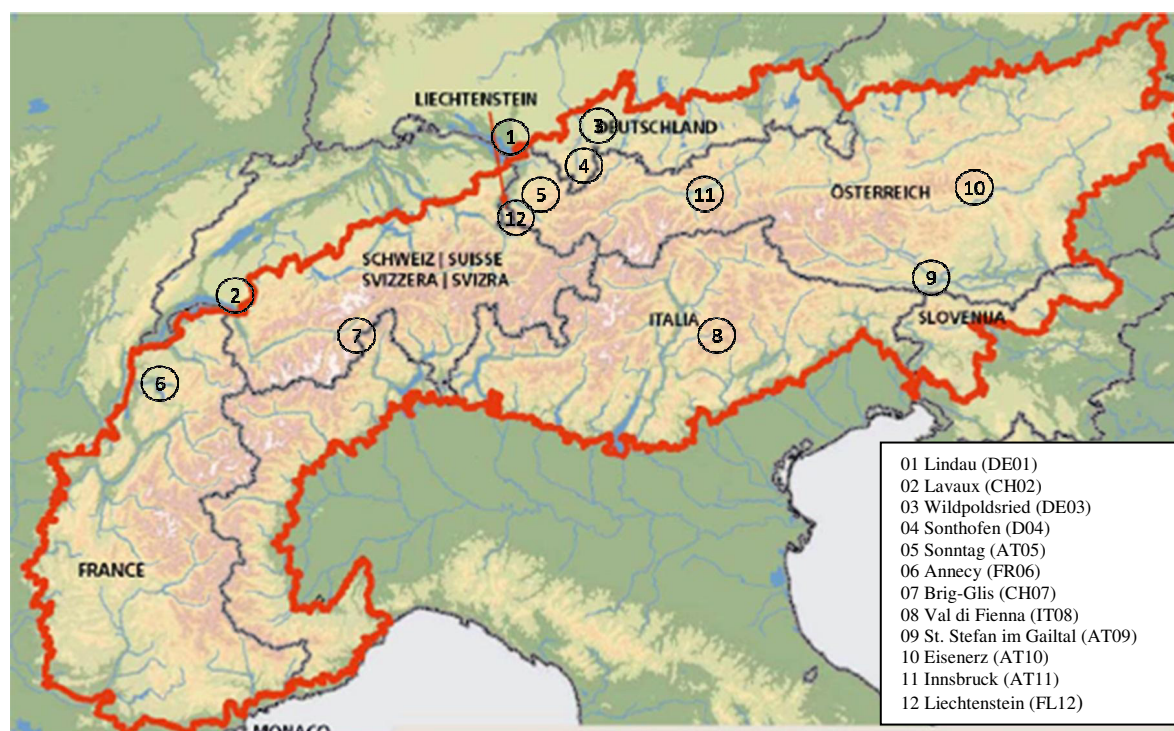 LIECHTENSTEIN
1
3
DEUTSCHLAND
4
5
11
ÖSTERREICH
10
12
SCHWEIZ | SUISSE
SVIZZERA | SVIZRA
9
2
ITALIA
SLOVENIJA
7
8
6
FRANCE
MONACO
01 Lindau (DE01)
02 Lavaux (CH02)
03 Wildpoldsried (DE03)
04 Sonthofen (D04)
05 Sonntag (AT05)
06 Annecy (FR06)
07 Brig-Glis (CH07)
08 Val di Fienna (IT08)
09 St. Stefan im Gailtal (AT09)
10 Eisenerz (AT10)
11 Innsbruck (AT11)
12 Liechtenstein (FL12)